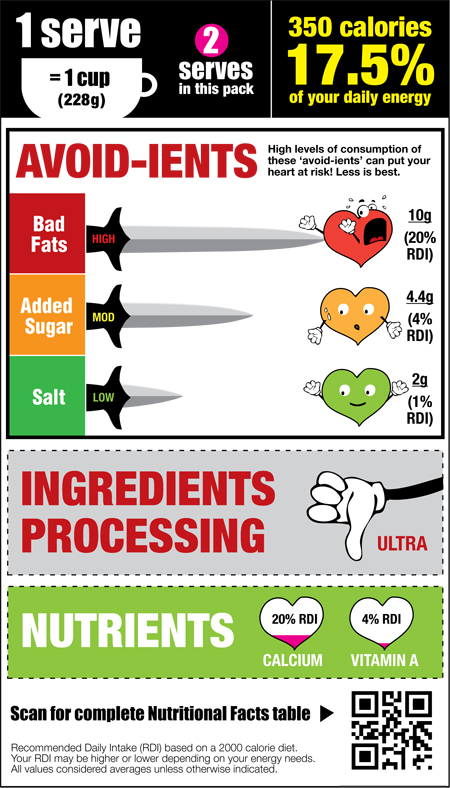 1 serve
= 1 cup
(228g)
2
serves
in this pack
350 calories
17.5%
of your daily energy
AVOID-IENTS
High levels of consumption of
these ‘avoid-ients’ can put your
heart at risk! Less is best.
Bad
Fats
HIGH
10g
(20%
RDI)
Added
Sugar
MOD
4.4g
(4%
RDI)
Salt
LOW
2g
(1%
RDI)
INGREDIENTS
PROCESSING
ULTRA
NUTRIENTS
20% RDI
CALCIUM
4% RDI
VITAMIN A
Scan for complete Nutritional Facts table
Recommended Daily Intake (RDI) based on a 2000 calorie diet.
Your RDI may be higher or lower depending on your energy needs.
All values considered averages unless otherwise indicated.